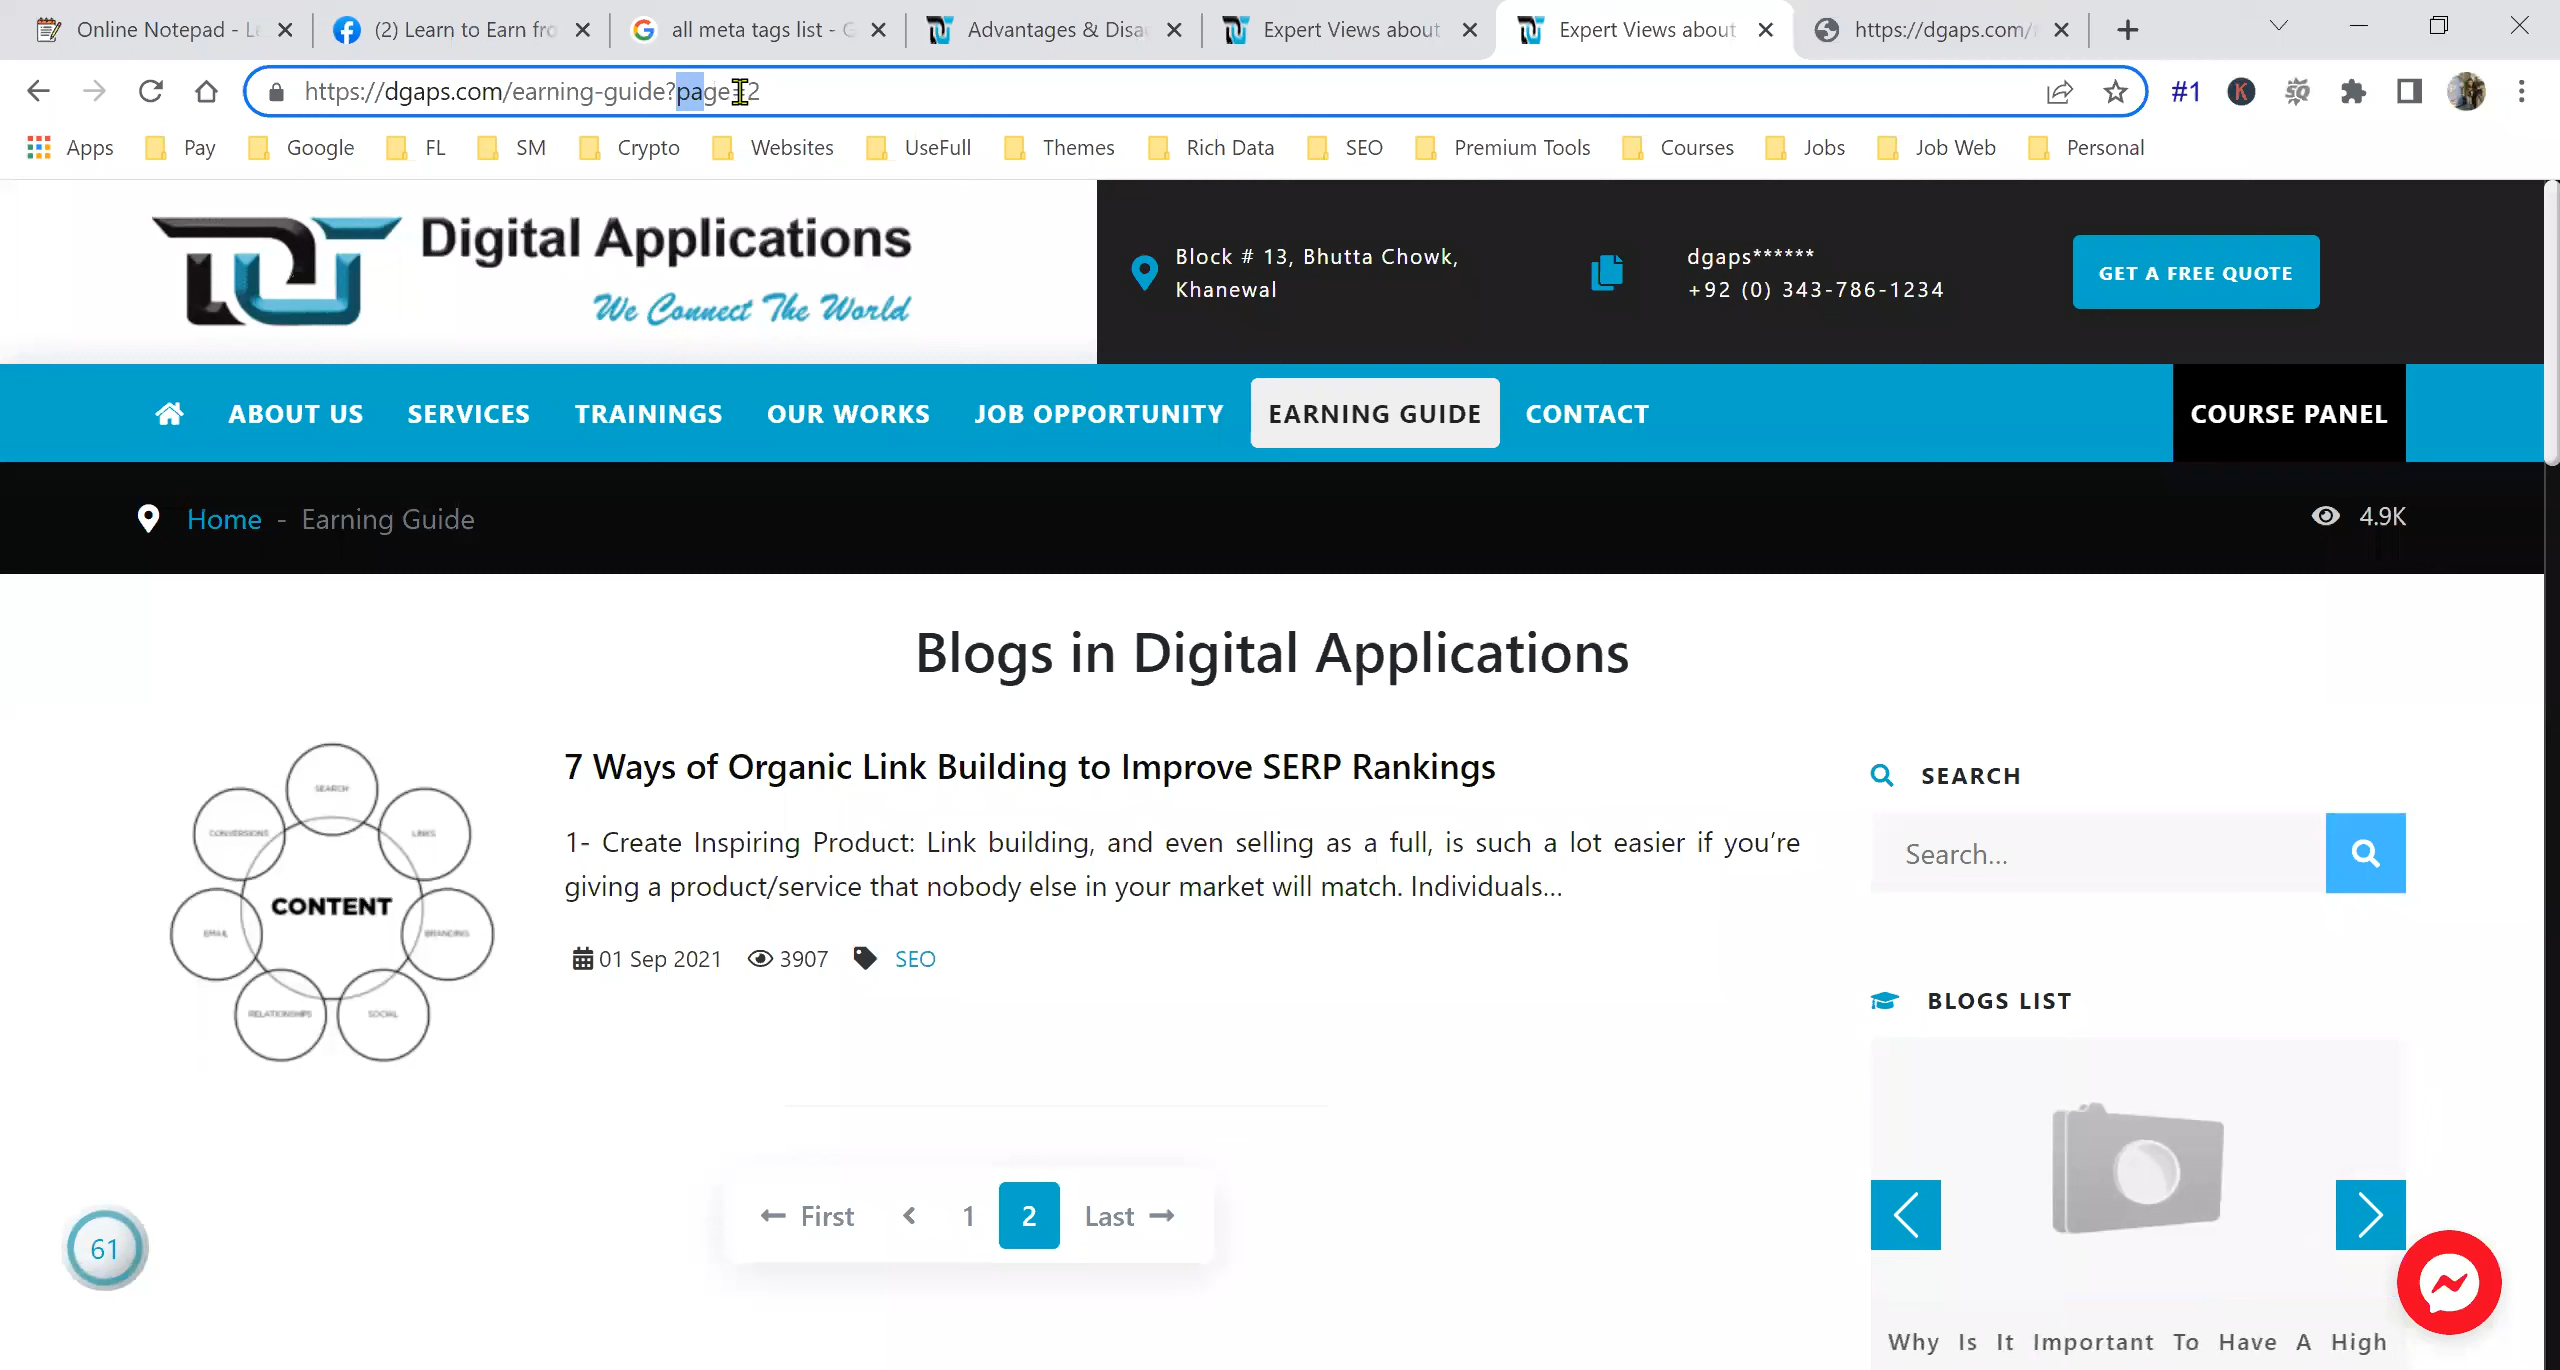 Online Notepad - Le
(2) Learn to Earn fro
all meta tags list - G
Advantages & Disa
Expert Views about
Expert Views about
https://dgaps.com/
https://dgaps.com/earning-guide?page=2
#1
Apps
Pay
Google
FL
SM
Crypto
Websites
UseFull
Themes
Rich Data
SEO
Premium Tools
Courses
Jobs
Job Web
Personal
Digital Applications
We Connect The World
Block # 13, Bhutta Chowk,
Khanewal
dgaps******
+92 (0) 343-786-1234
GET A FREE QUOTE
ABOUT US
SERVICES
TRAININGS
OUR WORKS
JOB OPPORTUNITY
EARNING GUIDE
CONTACT
COURSE PANEL
Home - Earning Guide
4.9K
Blogs in Digital Applications
SEARCH
CONVERSIONS
LINKS
CONTENT
EMAIL
BRANDING
RELATIONSHIPS
SOCIAL
7 Ways of Organic Link Building to Improve SERP Rankings
1- Create Inspiring Product: Link building, and even selling as a full, is such a lot easier if you’re
giving a product/service that nobody else in your market will match. Individuals...
01 Sep 2021 3907 SEO
SEARCH
Search...
BLOGS LIST
First 1 2 Last
61
Why Is It Important To Have A High